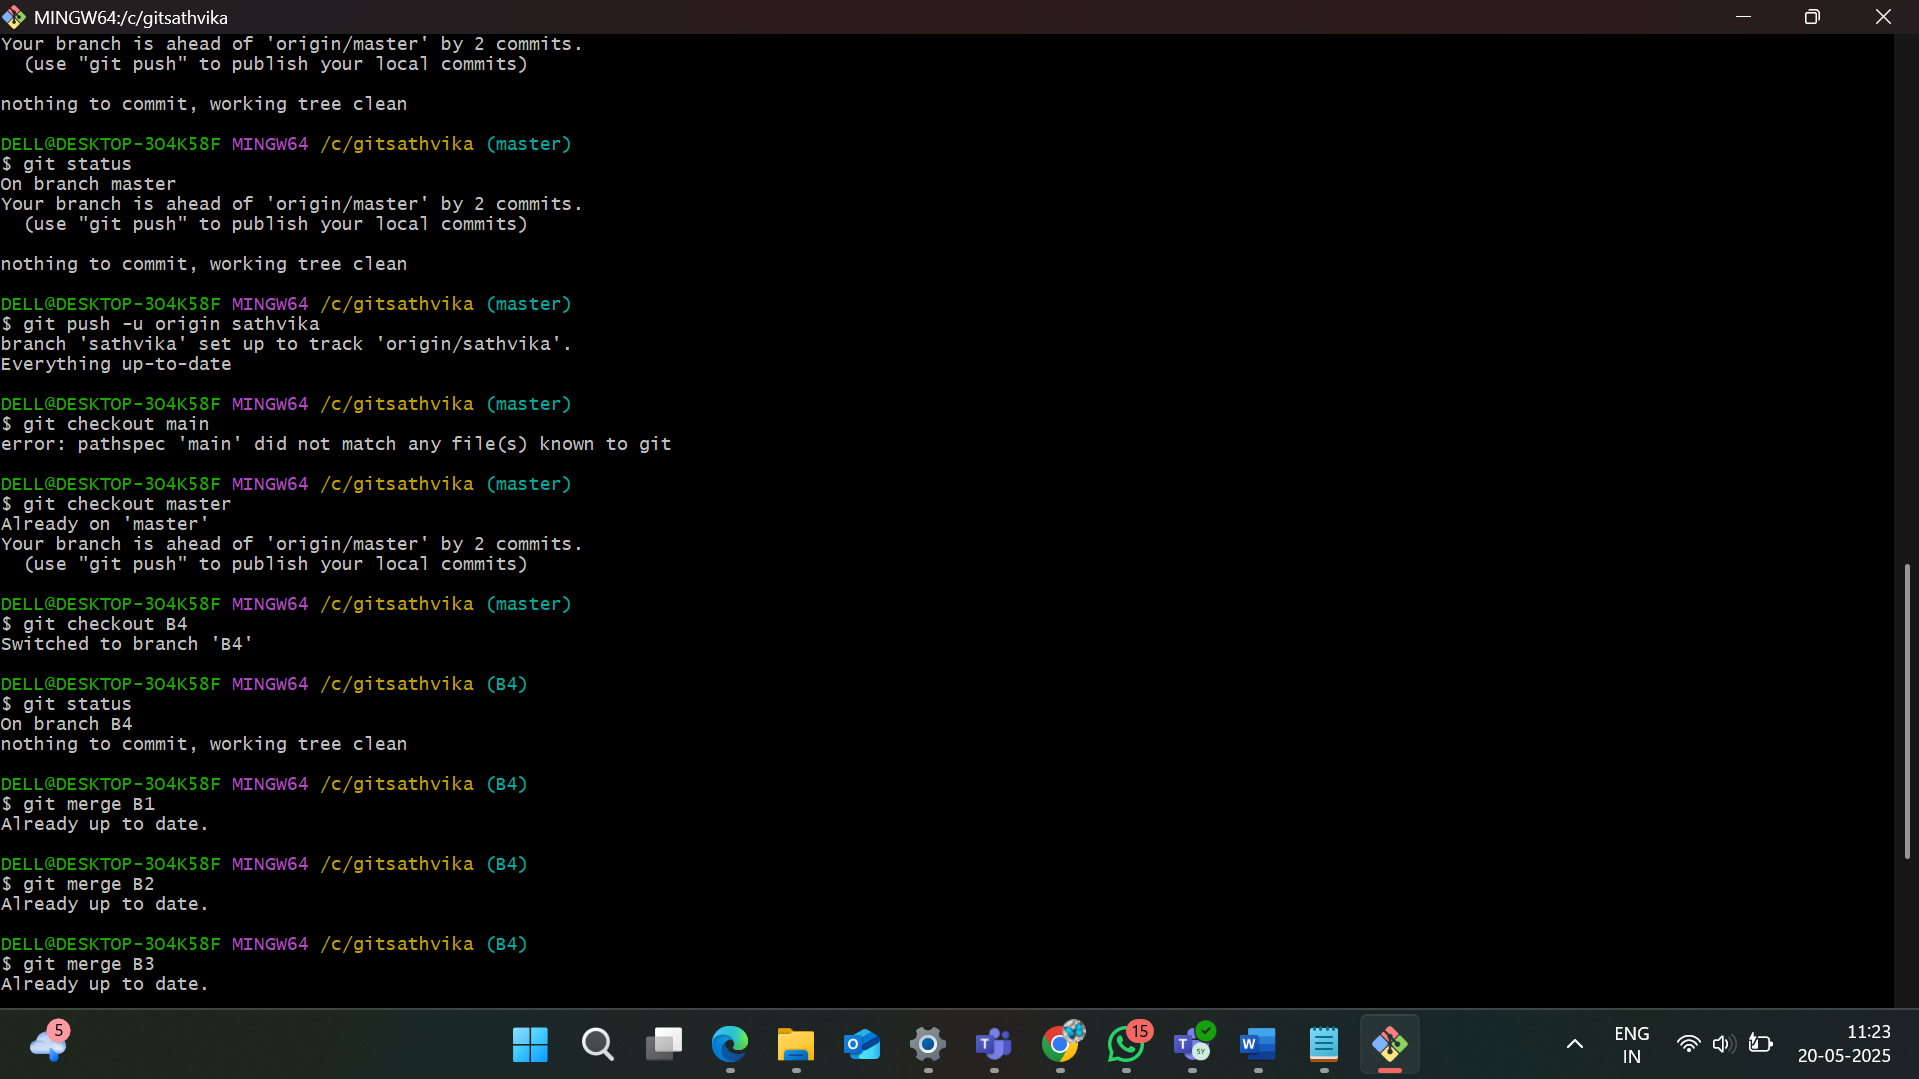 MINGW64:/c/gitsathvika
Your branch is ahead of 'origin/master' by 2 commits.
  (use "git push" to publish your local commits)
nothing to commit, working tree clean
DELL@DESKTOP-3O4K58F MINGW64 /c/gitsathvika (master)
$ git status
On branch master
Your branch is ahead of 'origin/master' by 2 commits.
  (use "git push" to publish your local commits)
nothing to commit, working tree clean
DELL@DESKTOP-3O4K58F MINGW64 /c/gitsathvika (master)
$ git push -u origin sathvika
branch 'sathvika' set up to track 'origin/sathvika'.
Everything up-to-date
DELL@DESKTOP-3O4K58F MINGW64 /c/gitsathvika (master)
$ git checkout main
error: pathspec 'main' did not match any file(s) known to git
DELL@DESKTOP-3O4K58F MINGW64 /c/gitsathvika (master)
$ git checkout master
Already on 'master'
Your branch is ahead of 'origin/master' by 2 commits.
  (use "git push" to publish your local commits)
DELL@DESKTOP-3O4K58F MINGW64 /c/gitsathvika (master)
$ git checkout B4
Switched to branch 'B4'
DELL@DESKTOP-3O4K58F MINGW64 /c/gitsathvika (B4)
$ git status
On branch B4
nothing to commit, working tree clean
DELL@DESKTOP-3O4K58F MINGW64 /c/gitsathvika (B4)
$ git merge B1
Already up to date.
DELL@DESKTOP-3O4K58F MINGW64 /c/gitsathvika (B4)
$ git merge B2
Already up to date.
DELL@DESKTOP-3O4K58F MINGW64 /c/gitsathvika (B4)
$ git merge B3
Already up to date.
5
O
T
15
T
SY
W
ENG
IN
11:23
20-05-2025